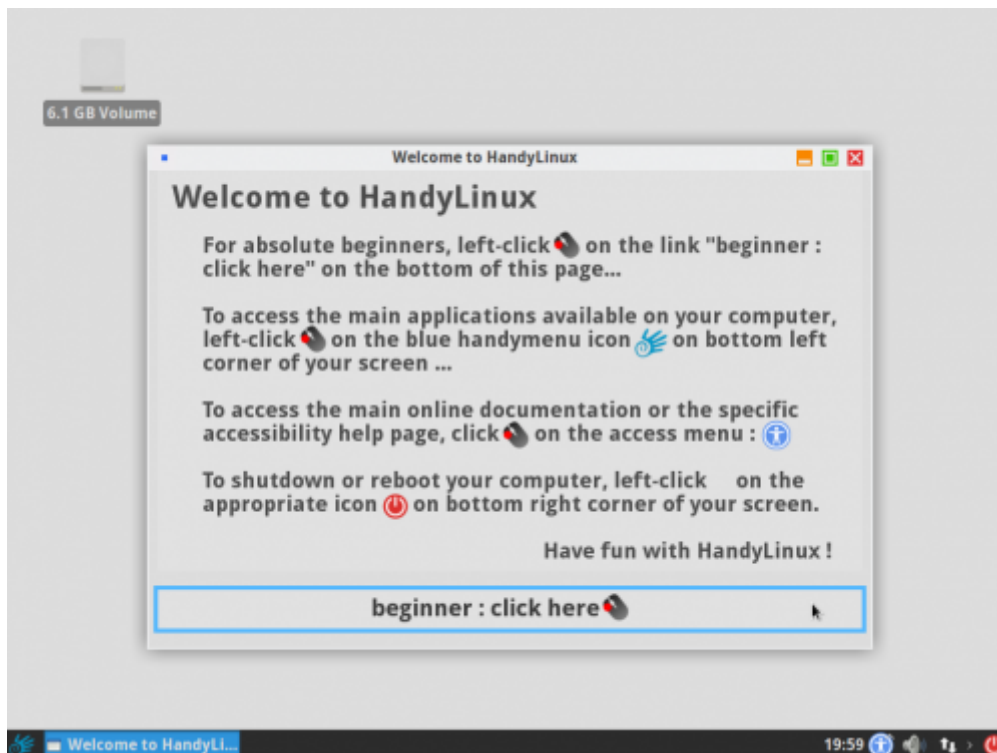 6.1 GB Volume
Welcome to HandyLinux
Welcome to HandyLinux
For absolute beginners, left-click on the link "beginner :
click here" on the bottom of this page...
To access the main applications available on your computer,
left-click on the blue handymenu icon on bottom left
corner of your screen ...
To access the main online documentation or the specific
accessibility help page, click on the access menu :
To shutdown or reboot your computer, left-click on the
appropriate icon on bottom right corner of your screen.
Have fun with HandyLinux !
beginner : click here
Welcome to HandyLi...
19:59